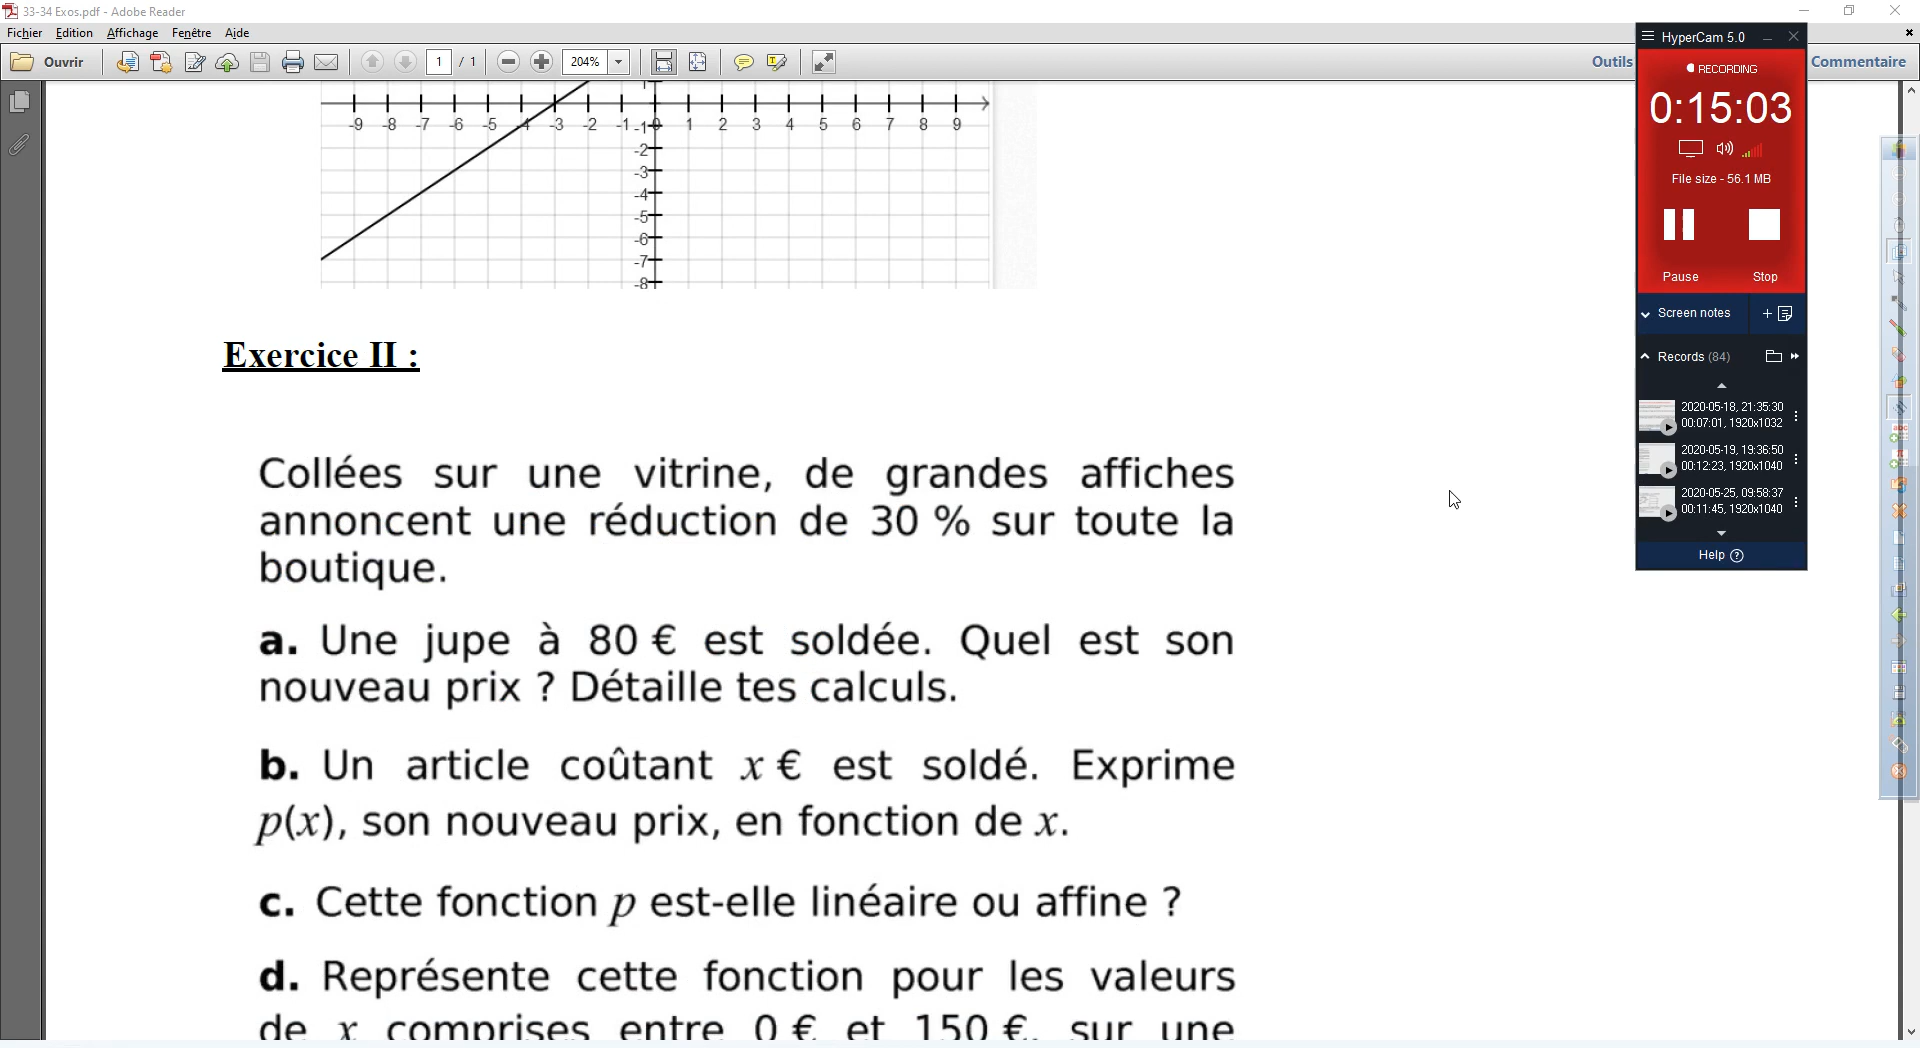 33-34 Exos.pdf - Adobe Reader
Fichier Edition Affichage Fenêtre Aide
Ouvrir 1 / 1 204% Outils Commentaire
-9 -8 -7 -6 -5 -4 -3 -2 -1 0 1 2 3 4 5 6 7 8 9
-1
-2
-3
-4
-5
-6
-7
-8
Exercice II :
Collées sur une vitrine, de grandes affiches
annoncent une réduction de 30 % sur toute la
boutique.
a. Une jupe à 80 € est soldée. Quel est son
nouveau prix ? Détaille tes calculs.
b. Un article coûtant x € est soldé. Exprime
p(x), son nouveau prix, en fonction de x.
c. Cette fonction p est-elle linéaire ou affine ?
d. Représente cette fonction pour les valeurs
de x comprises entre 0 € et 150 €, sur une
HyperCam 5.0
RECORDING
0:15:03
File size - 56.1 MB
Pause Stop
Screen notes
Records (84)
2020-05-18, 21:35:30
00:07:01, 1920x1032
2020-05-19, 19:36:50
00:12:23, 1920x1040
2020-05-25, 09:58:37
00:11:45, 1920x1040
Help ?